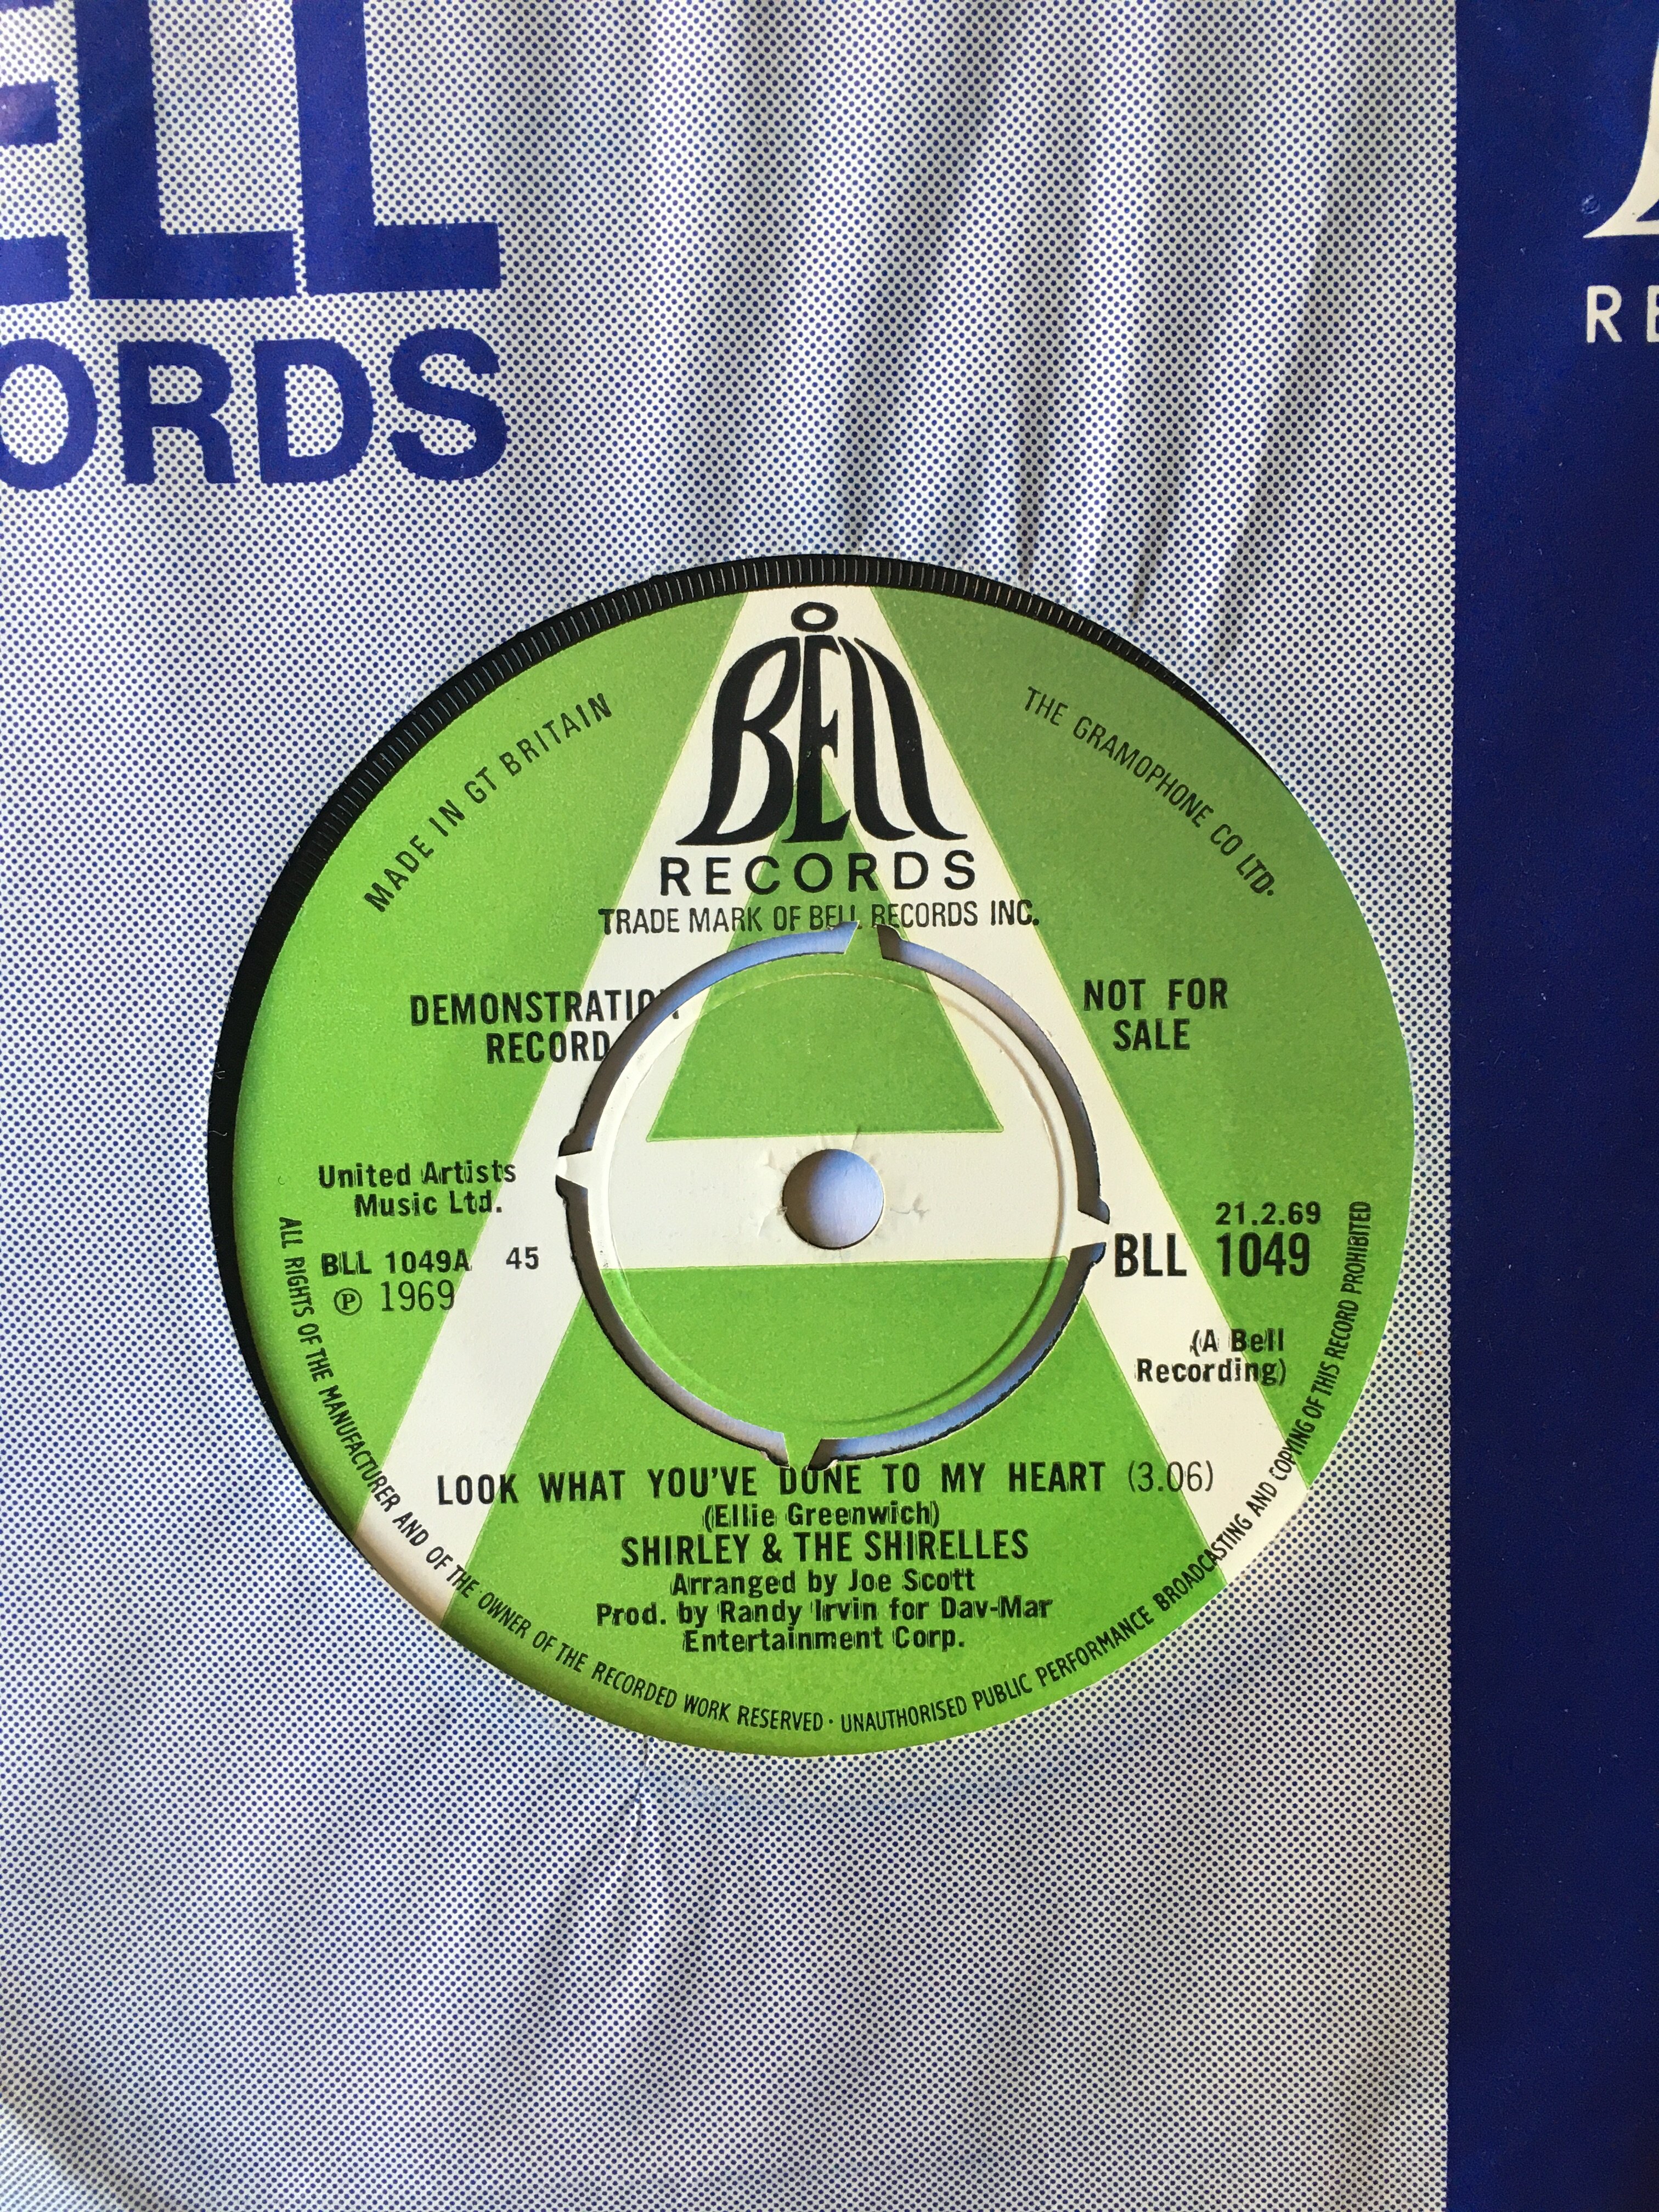 ELL
ORDS
RE
BELL
RECORDS
TRADE MARK OF BELL RECORDS INC.
MADE IN GT BRITAIN
THE GRAMOPHONE CO LTD.
DEMONSTRATION
RECORD
NOT FOR
SALE
United Artists
Music Ltd.
BLL 1049A 45
℗ 1969
21.2.69
BLL 1049
(A Bell
Recording)
LOOK WHAT YOU'VE DONE TO MY HEART (3.06)
(Ellie Greenwich)
SHIRLEY & THE SHIRELLES
Arranged by Joe Scott
Prod. by Randy Irvin for Dav-Mar
Entertainment Corp.
ALL RIGHTS OF THE MANUFACTURER AND OF THE OWNER OF THE RECORDED WORK RESERVED · UNAUTHORISED PUBLIC PERFORMANCE BROADCASTING AND COPYING OF THIS RECORD PROHIBITED